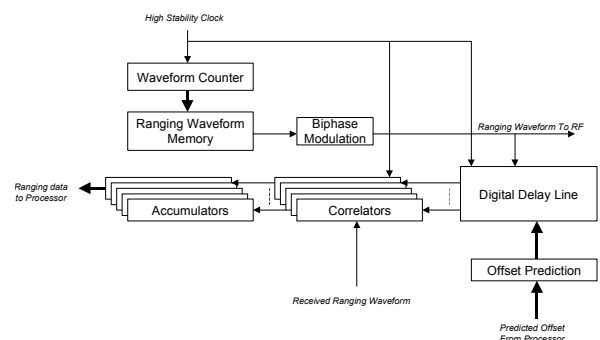 High Stability Clock
Waveform Counter
Ranging Waveform
Memory
Biphase
Modulation
Ranging Waveform To RF
Ranging data
to Processor
Accumulators
Correlators
Digital Delay Line
Offset Prediction
Received Ranging Waveform
Predicted Offset
From Processor